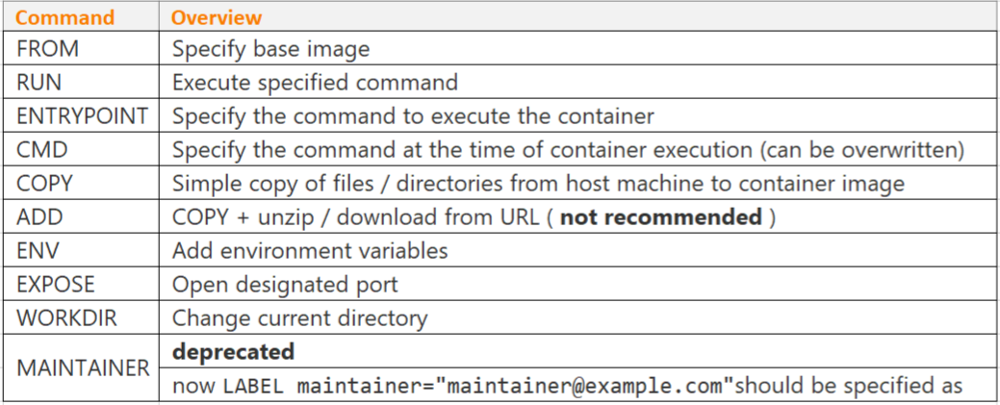 Command Overview
FROM Specify base image
RUN Execute specified command
ENTRYPOINT Specify the command to execute the container
CMD Specify the command at the time of container execution (can be overwritten)
COPY Simple copy of files / directories from host machine to container image
ADD COPY + unzip / download from URL ( not recommended )
ENV Add environment variables
EXPOSE Open designated port
WORKDIR Change current directory
MAINTAINER deprecated
now LABEL maintainer="maintainer@example.com"should be specified as